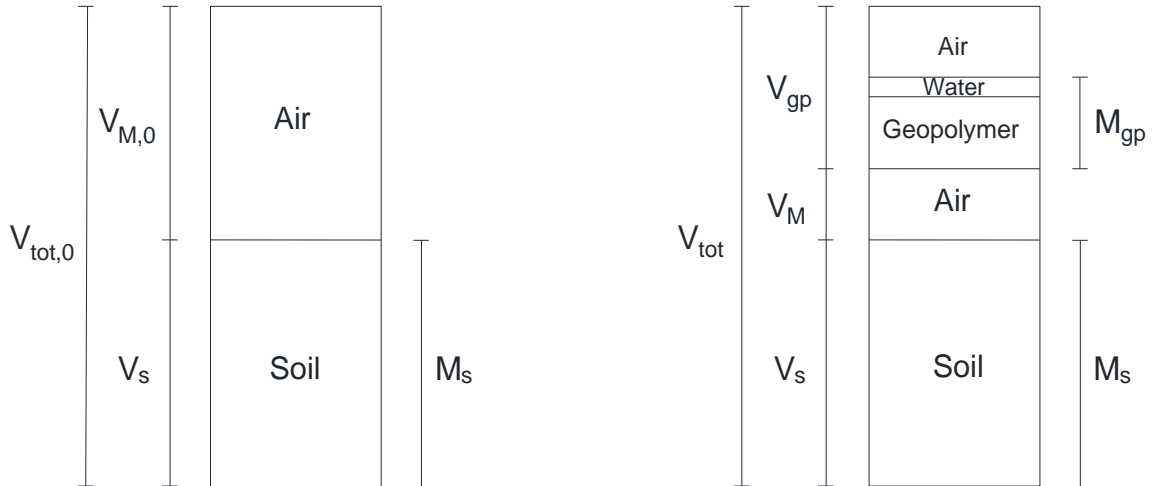 V_tot,0
V_M,0
V_s
Air
Soil
M_s
V_tot
V_gp
V_M
V_s
Air
Water
Geopolymer
Air
Soil
M_gp
M_s